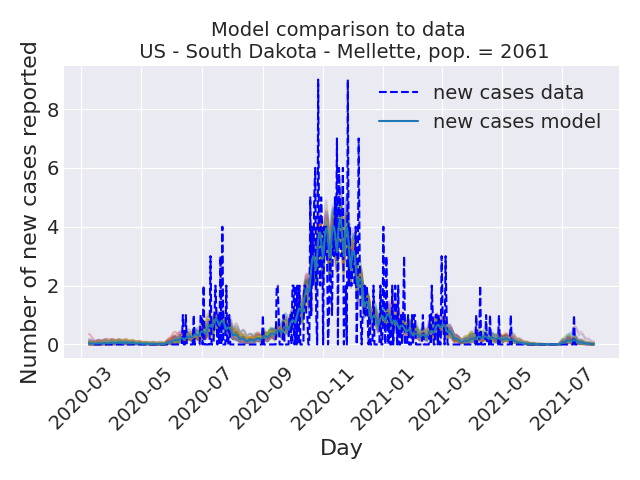 Model comparison to data
US - South Dakota - Mellette, pop. = 2061
Number of new cases reported
8
6
4
2
0
new cases data
new cases model
2020-03
2020-05
2020-07
2020-09
2020-11
2021-01
2021-03
2021-05
2021-07
Day